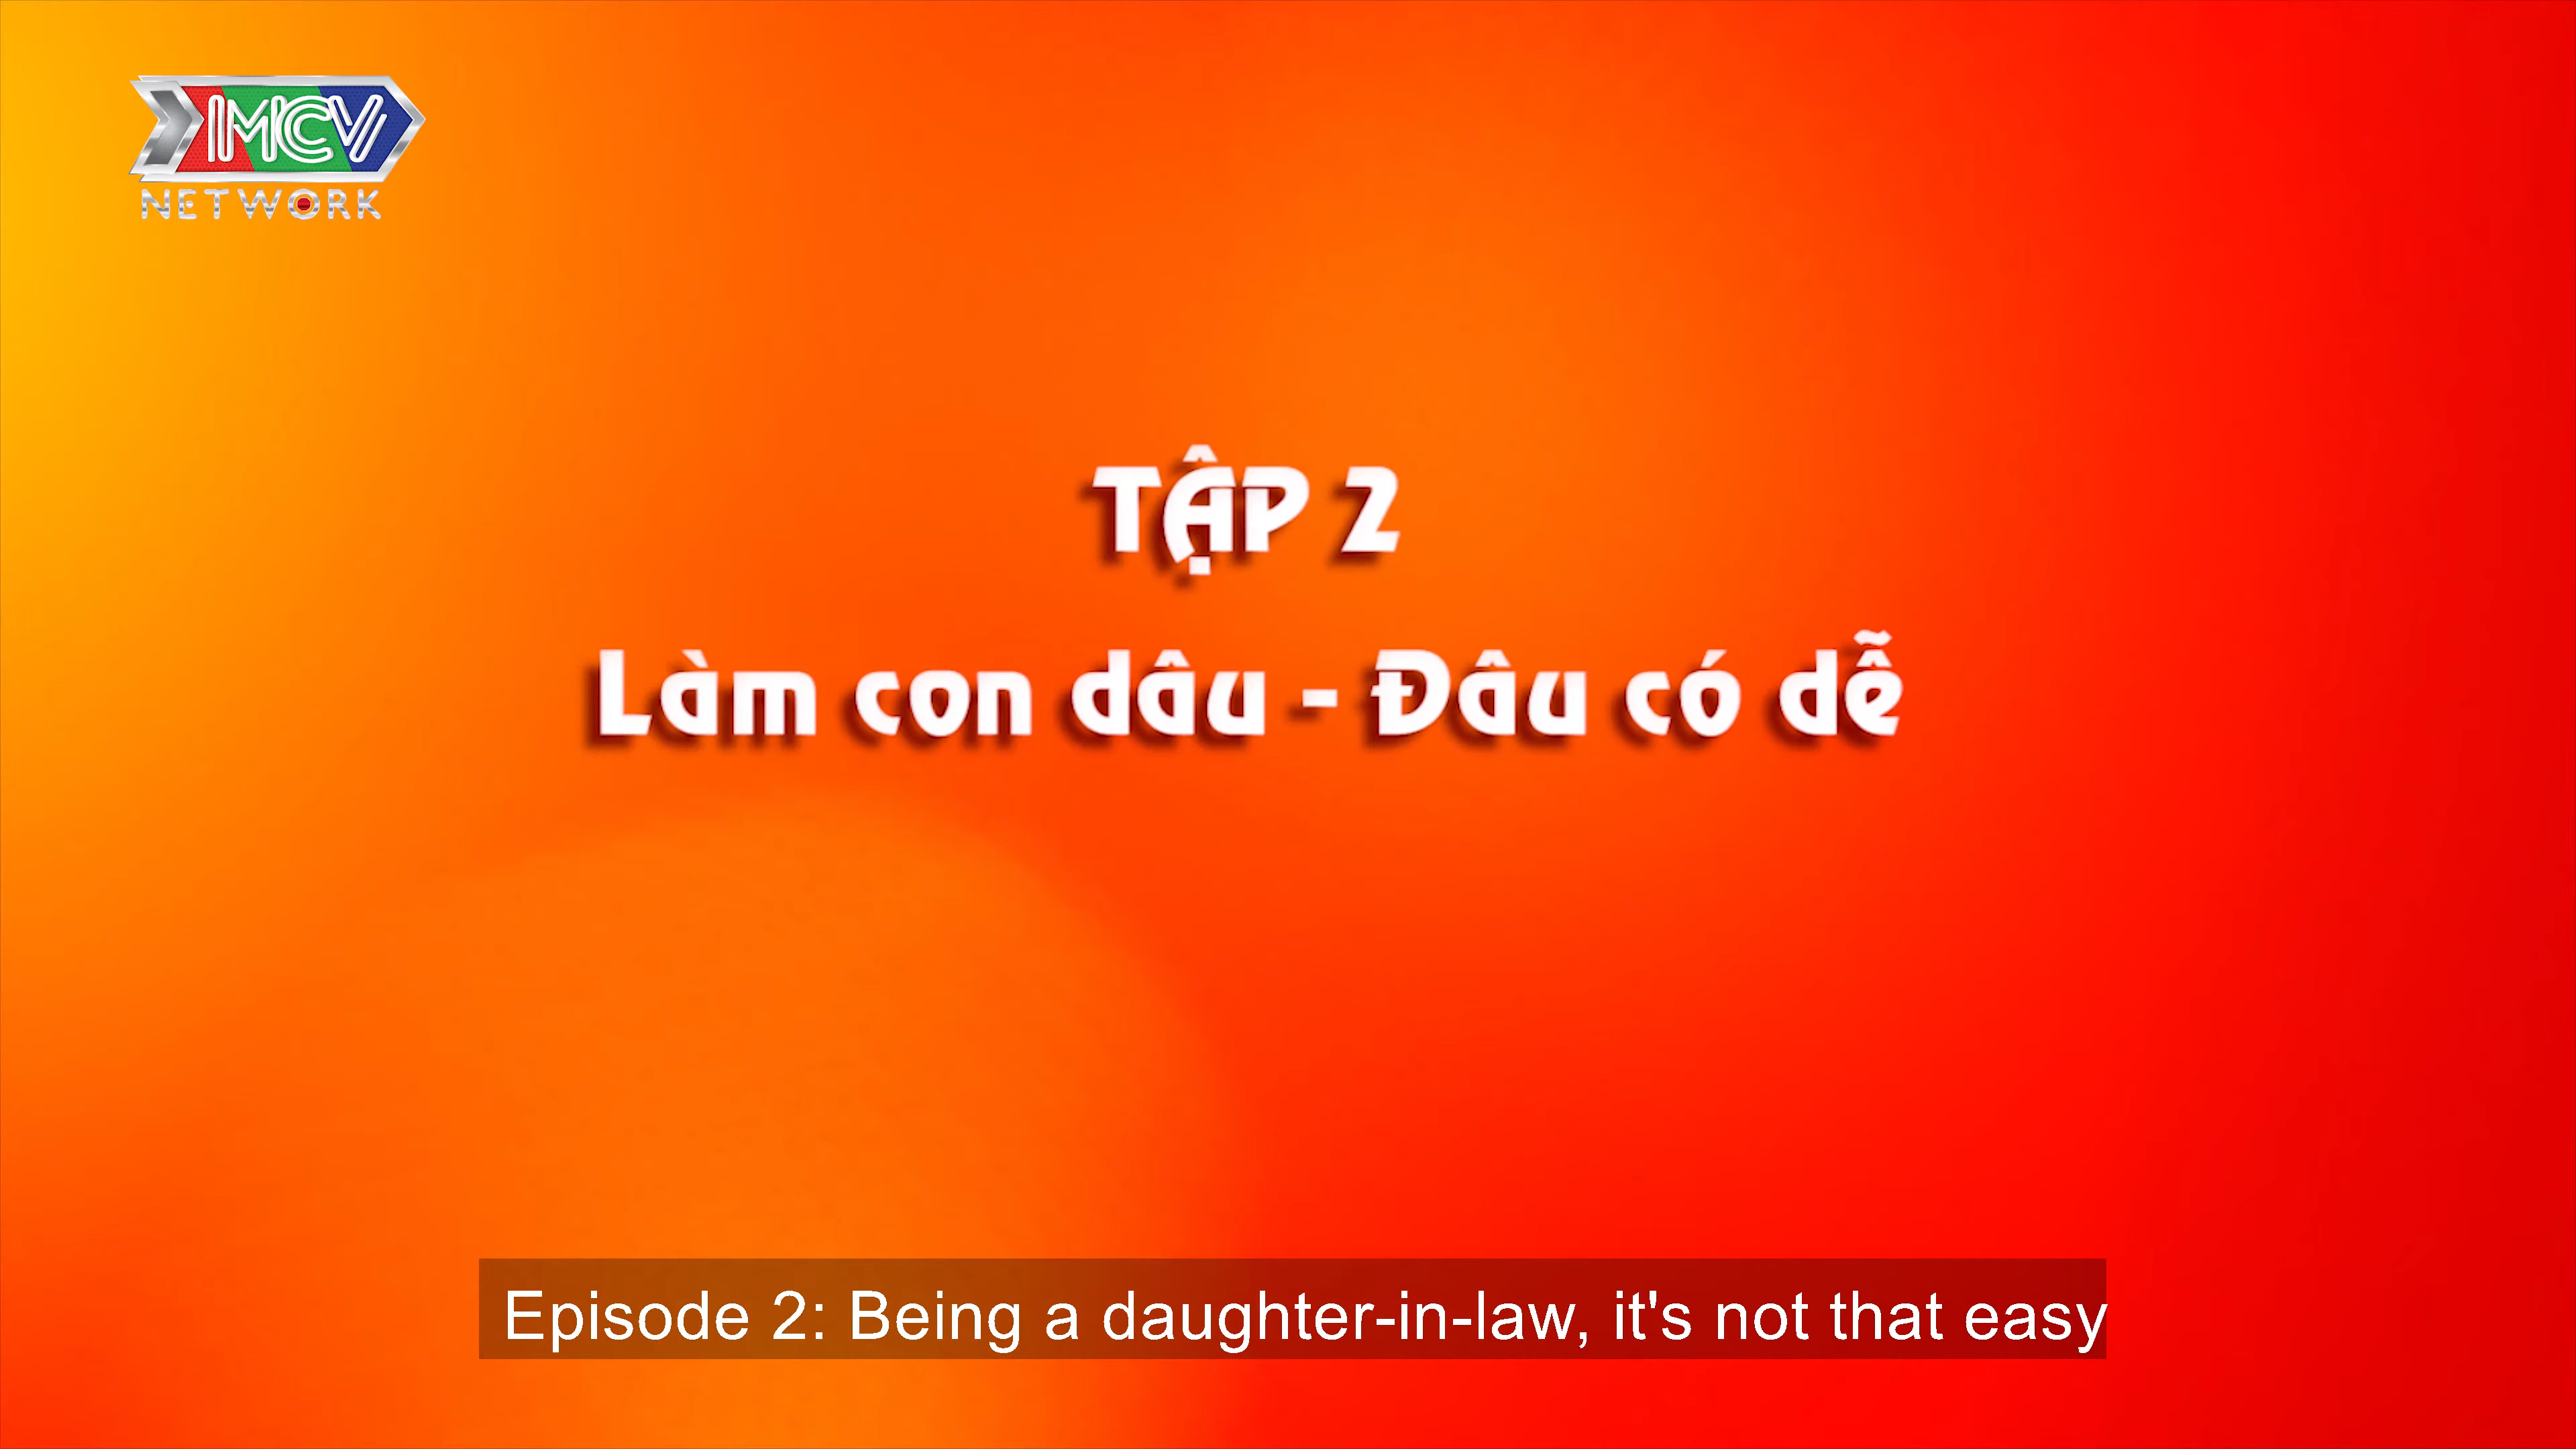 MCV
NETWORK
TẬP 2
Làm con dâu - Đâu có dễ
Episode 2: Being a daughter-in-law, it's not that easy